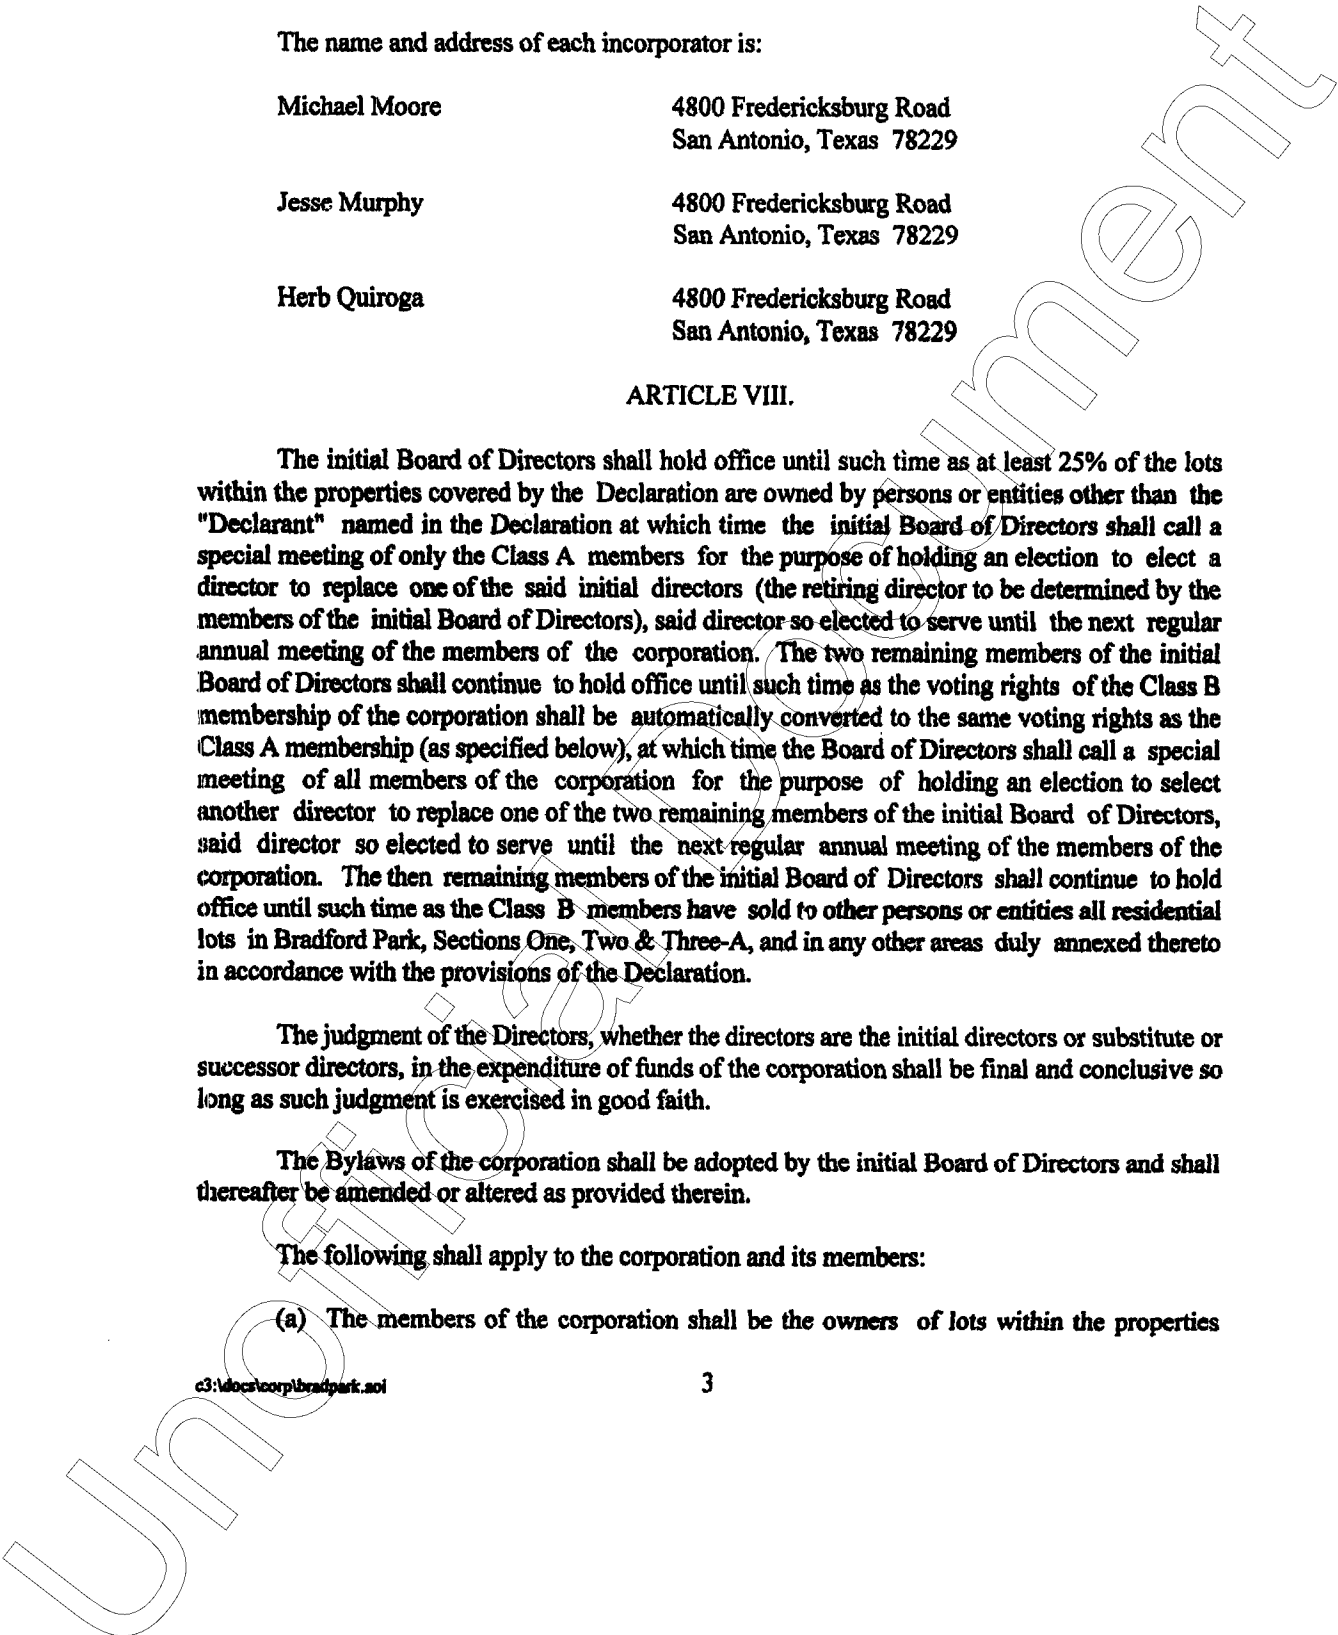 The name and address of each incorporator is:
Michael Moore 4800 Fredericksburg Road
San Antonio, Texas 78229
Jesse Murphy 4800 Fredericksburg Road
San Antonio, Texas 78229
Herb Quiroga 4800 Fredericksburg Road
San Antonio, Texas 78229
ARTICLE VIII.
The initial Board of Directors shall hold office until such time as at least 25% of the lots
within the properties covered by the Declaration are owned by persons or entities other than the
"Declarant" named in the Declaration at which time the initial Board of Directors shall call a
special meeting of only the Class A members for the purpose of holding an election to elect a
director to replace one of the said initial directors (the retiring director to be determined by the
members of the initial Board of Directors), said director so elected to serve until the next regular
annual meeting of the members of the corporation. The two remaining members of the initial
Board of Directors shall continue to hold office until such time as the voting rights of the Class B
membership of the corporation shall be automatically converted to the same voting rights as the
Class A membership (as specified below), at which time the Board of Directors shall call a special
meeting of all members of the corporation for the purpose of holding an election to select
another director to replace one of the two remaining members of the initial Board of Directors,
said director so elected to serve until the next regular annual meeting of the members of the
corporation. The then remaining members of the initial Board of Directors shall continue to hold
office until such time as the Class B members have sold to other persons or entities all residential
lots in Bradford Park, Sections One, Two & Three-A, and in any other areas duly annexed thereto
in accordance with the provisions of the Declaration.
The judgment of the Directors, whether the directors are the initial directors or substitute or
successor directors, in the expenditure of funds of the corporation shall be final and conclusive so
long as such judgment is exercised in good faith.
The Bylaws of the corporation shall be adopted by the initial Board of Directors and shall
thereafter be amended or altered as provided therein.
The following shall apply to the corporation and its members:
(a) The members of the corporation shall be the owners of lots within the properties
c3:\docs\corp\bradpark.aoi 3
Unofficial Document